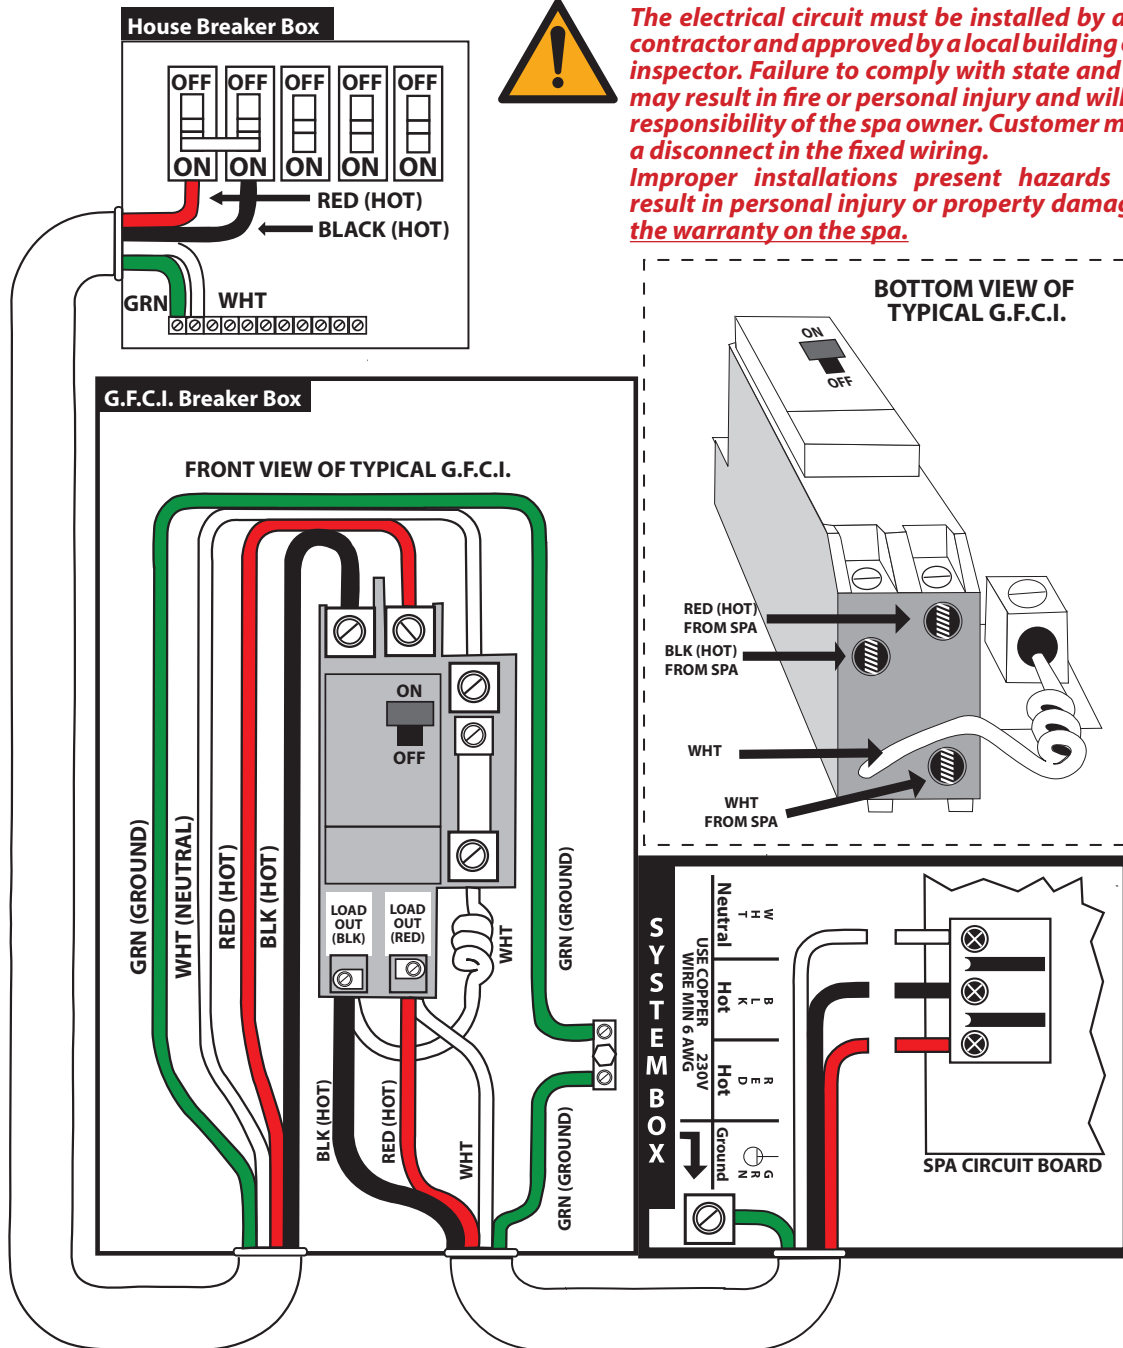 House Breaker Box
OFF OFF OFF OFF OFF
ON ON ON ON ON
RED (HOT)
BLACK (HOT)
GRN
WHT
The electrical circuit must be installed by a
contractor and approved by a local building
inspector. Failure to comply with state and
may result in fire or personal injury and will
responsibility of the spa owner. Customer m
a disconnect in the fixed wiring.
Improper installations present hazards
result in personal injury or property damag
the warranty on the spa.
G.F.C.I. Breaker Box
FRONT VIEW OF TYPICAL G.F.C.I.
GRN (GROUND)
WHT (NEUTRAL)
RED (HOT)
BLK (HOT)
ON
OFF
LOAD
OUT
(BLK)
LOAD
OUT
(RED)
WHT
GRN (GROUND)
BLK (HOT)
RED (HOT)
WHT
GRN (GROUND)
BOTTOM VIEW OF
TYPICAL G.F.C.I.
ON
OFF
RED (HOT)
FROM SPA
BLK (HOT)
FROM SPA
WHT
WHT
FROM SPA
SYSTEM BOX
Neutral
WHT
Hot
BLK
Hot
RED
Ground
GRN
USE COPPER 230V
WIRE MIN 6 AWG
SPA CIRCUIT BOARD